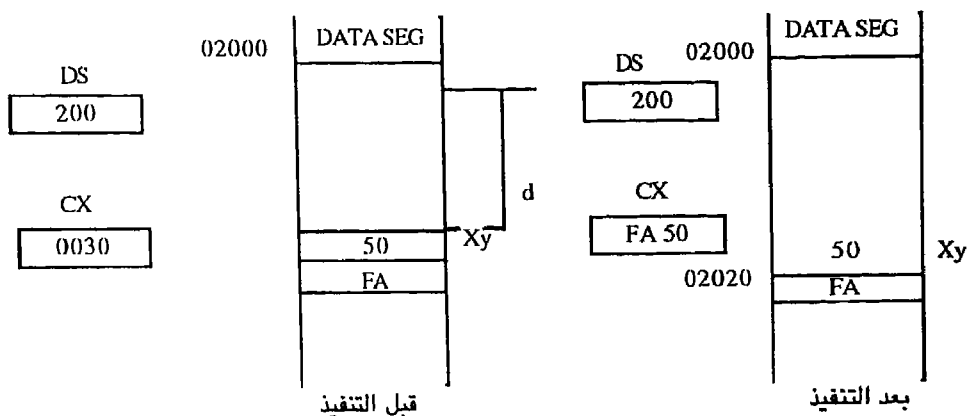 02000
DATA SEG
DS
200
CX
0030
d
Xy
50
FA
قبل التنفيذ
02000
DATA SEG
DS
200
CX
FA 50
50
Xy
02020
FA
بعد التنفيذ